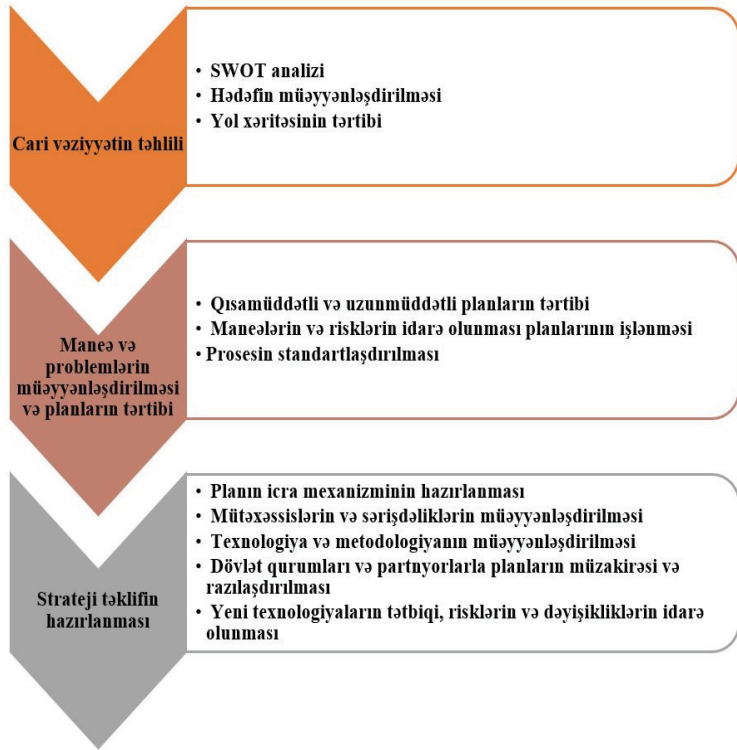 Cari vəziyyətin təhlili
• SWOT analizi
• Hədəfin müəyyənləşdirilməsi
• Yol xəritəsinin tərtibi
Maneə və
problemlərin
müəyyənləşdirilməsi
və planların tərtibi
• Qısamüddətli və uzunmüddətli planların tərtibi
• Maneələrin və risklərin idarə olunması planlarının işlənməsi
• Prosesin standartlaşdırılması
Strateji təklifin
hazırlanması
• Planın icra mexanizminin hazırlanması
• Mütəxəssislərin və sərişdəliklərin müəyyənləşdirilməsi
• Texnologiya və metodologiyanın müəyyənləşdirilməsi
• Dövlət qurumları və partnyorlarla planların müzakirəsi və
razılaşdırılması
• Yeni texnologiyaların tətbiqi, risklərin və dəyişikliklərin idarə
olunması